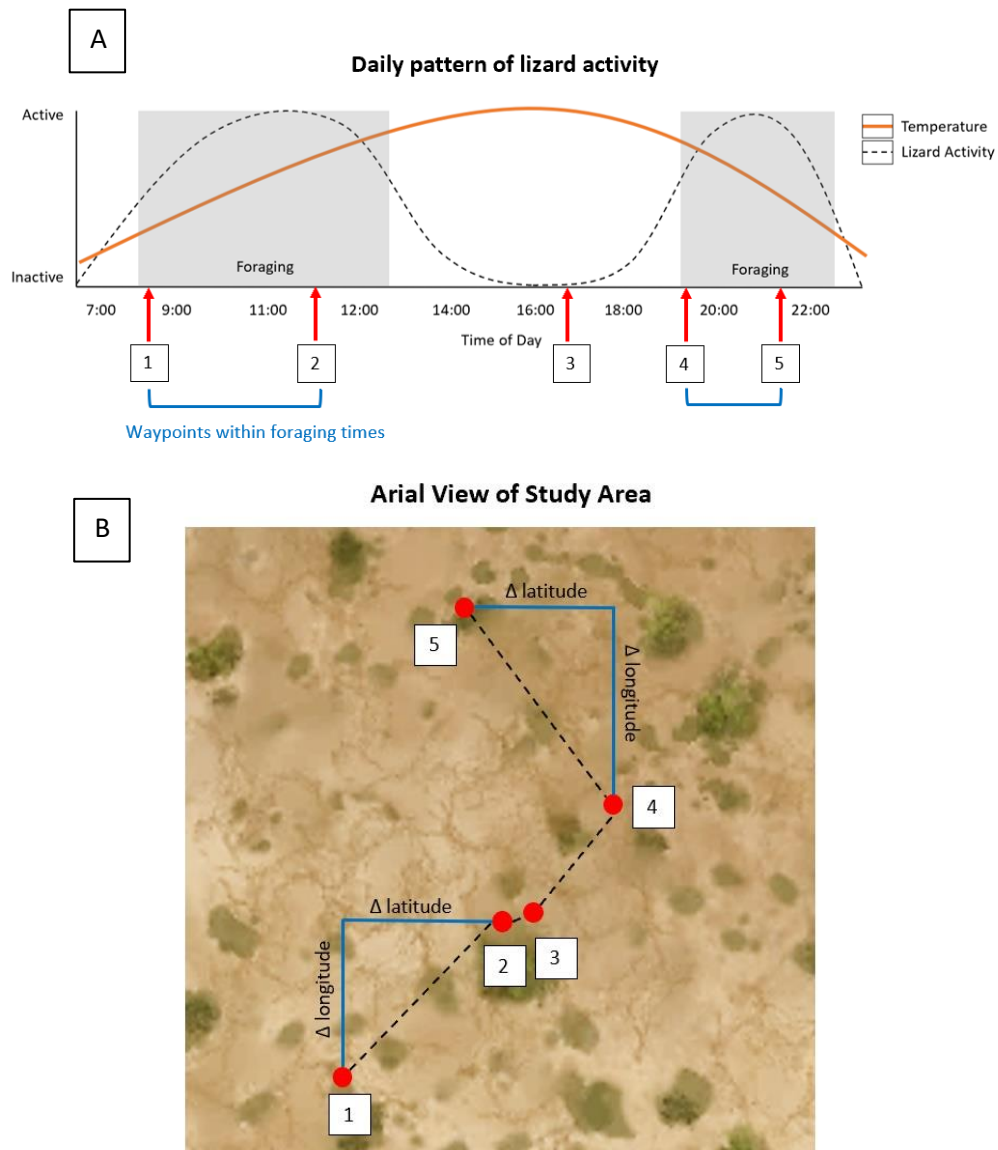 A
Daily pattern of lizard activity
Active
Temperature
Lizard Activity
Inactive
Foraging
Foraging
7:00 9:00 11:00 12:00 14:00 16:00 18:00 20:00 22:00
Time of Day
1 2 3 4 5
Waypoints within foraging times
B
Arial View of Study Area
Δ latitude
5
Δ longitude
4
Δ latitude
2
3
Δ longitude
1